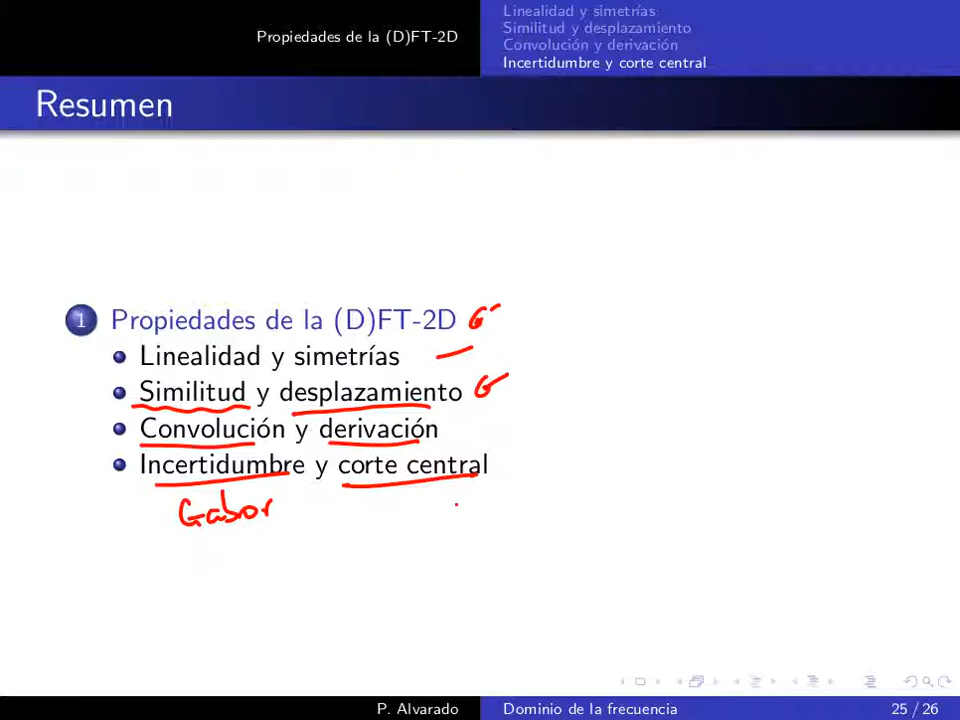 Propiedades de la (D)FT-2D
Linealidad y simetrías
Similitud y desplazamiento
Convolución y derivación
Incertidumbre y corte central
Resumen
1 Propiedades de la (D)FT-2D
Linealidad y simetrías
Similitud y desplazamiento
Convolución y derivación
Incertidumbre y corte central
Gabor
P. Alvarado
Dominio de la frecuencia
25 / 26